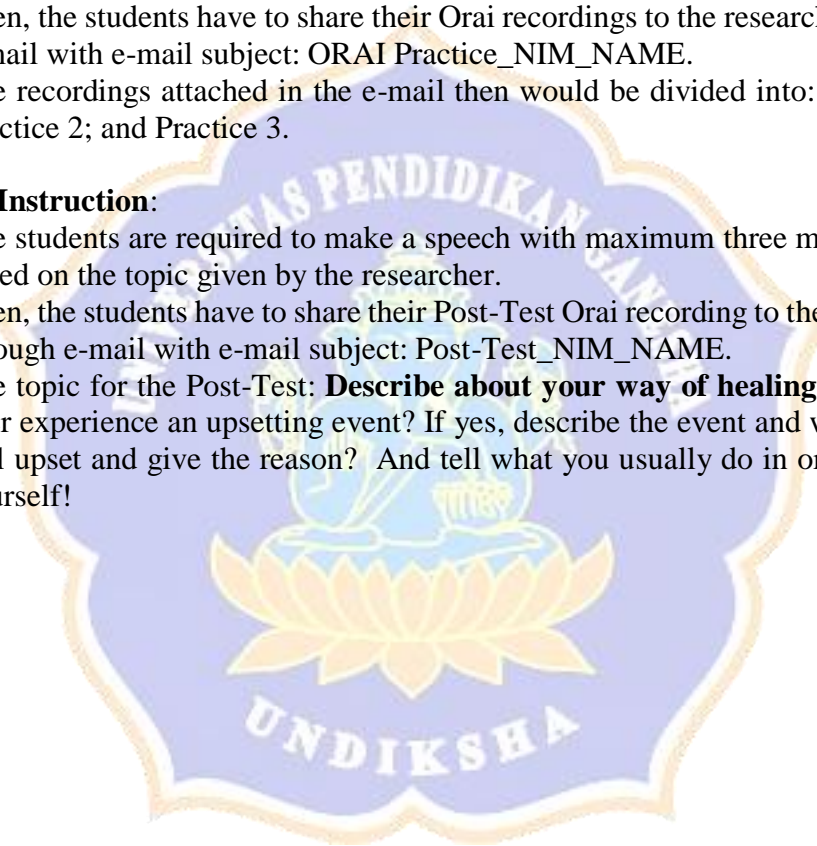 en, the students have to share their Orai recordings to the research
mail with e-mail subject: ORAI Practice_NIM_NAME.
e recordings attached in the e-mail then would be divided into:
ctice 2; and Practice 3.
Instruction:
e students are required to make a speech with maximum three m
ed on the topic given by the researcher.
en, the students have to share their Post-Test Orai recording to the
ough e-mail with e-mail subject: Post-Test_NIM_NAME.
e topic for the Post-Test: Describe about your way of healing
r experience an upsetting event? If yes, describe the event and w
l upset and give the reason? And tell what you usually do in or
urself!
UNIVERSITAS PENDIDIKAN GANESHA
UNDIKSHA